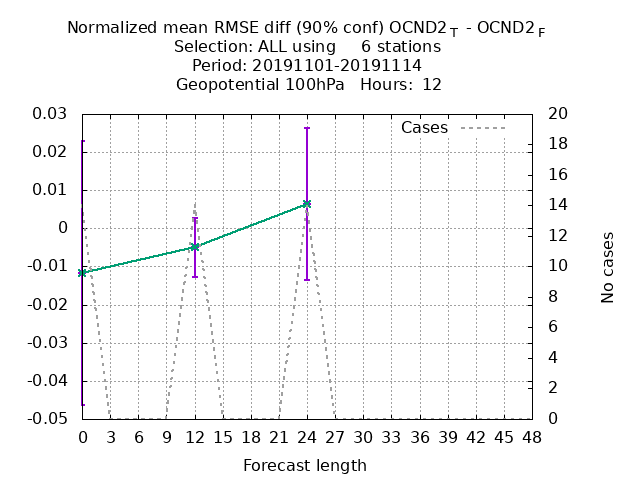 Normalized mean RMSE diff (90% conf) OCND2 T - OCND2 F
Selection: ALL using 6 stations
Period: 20191101-20191114
Geopotential 100hPa Hours: 12
Cases
0.03
0.02
0.01
0
-0.01
-0.02
-0.03
-0.04
-0.05
20
18
16
14
12
10
8
6
4
2
0
No cases
0 3 6 9 12 15 18 21 24 27 30 33 36 39 42 45 48
Forecast length